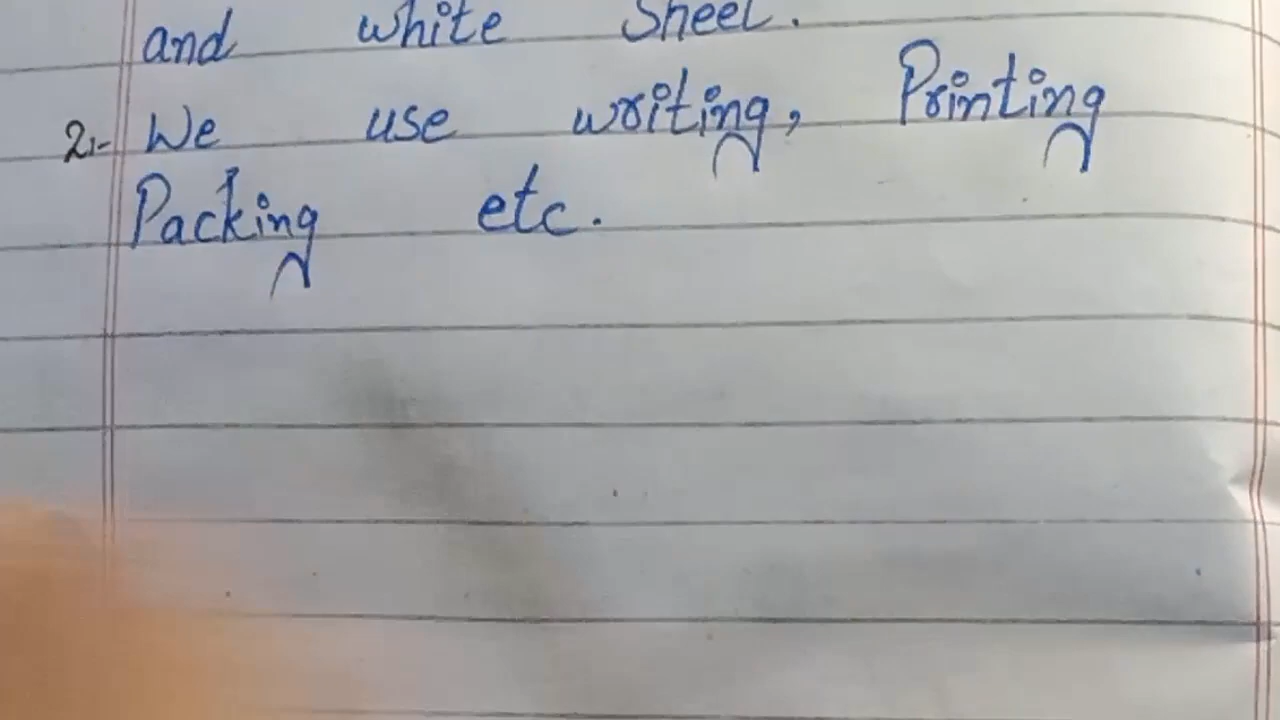 and white Sheet.
2.- We use writing, Printing
Packing etc.